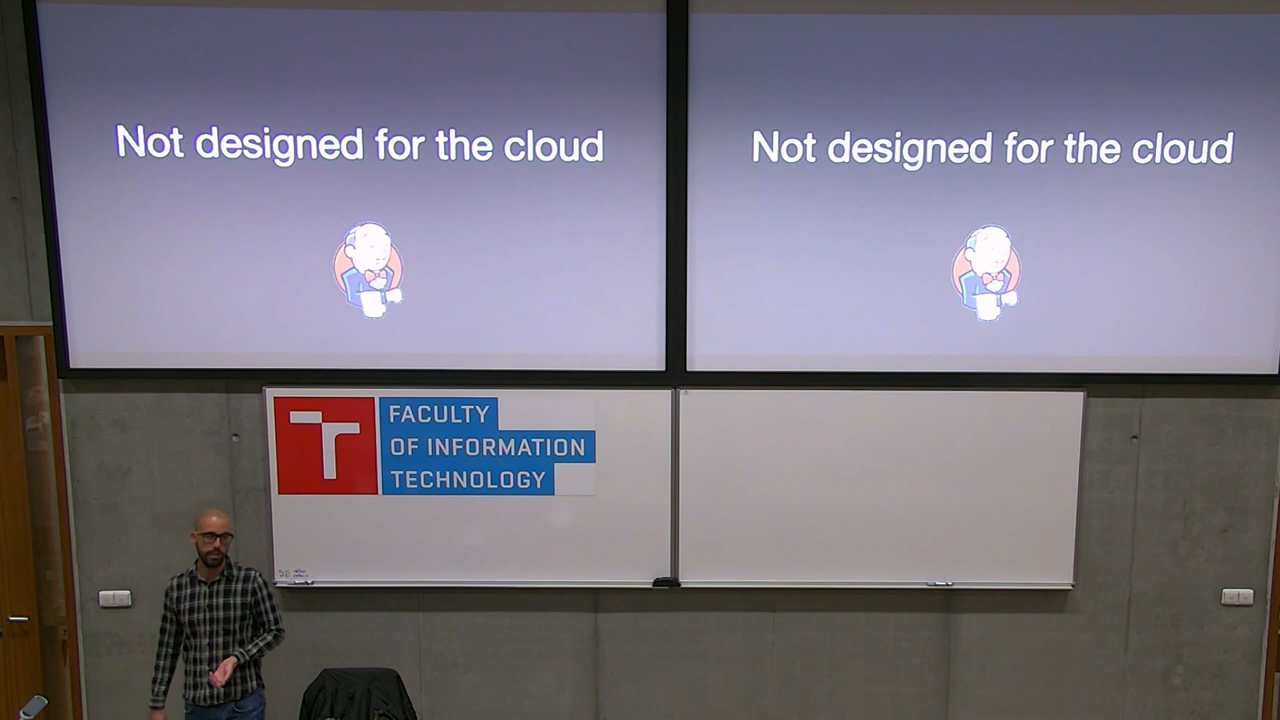 Not designed for the cloud
Not designed for the cloud
FACULTY
OF INFORMATION
TECHNOLOGY